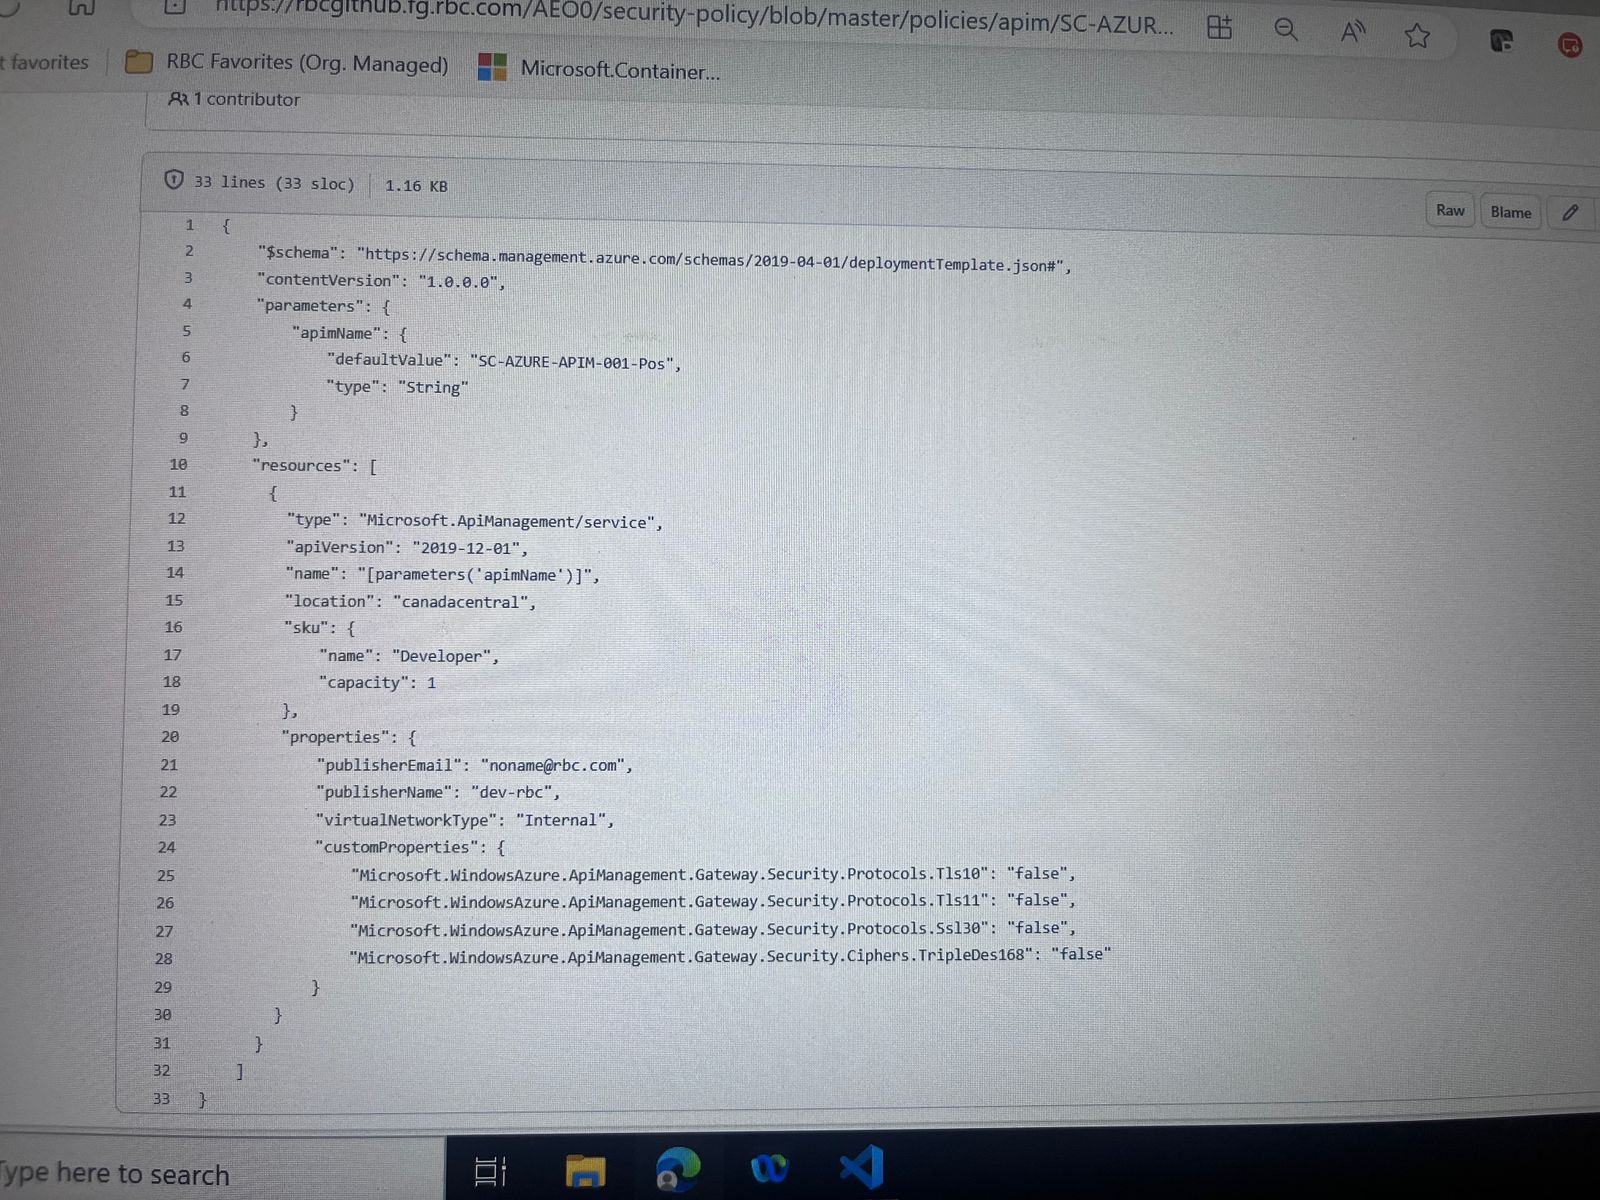 https://rbcgithub.fg.rbc.com/AEO0/security-policy/blob/master/policies/apim/SC-AZUR...
t favorites
RBC Favorites (Org. Managed)
Microsoft.Container...
1 contributor
33 lines (33 sloc)
1.16 KB
Raw
Blame
1 {
2 "$schema": "https://schema.management.azure.com/schemas/2019-04-01/deploymentTemplate.json#",
3 "contentVersion": "1.0.0.0",
4 "parameters": {
5 "apimName": {
6 "defaultValue": "SC-AZURE-APIM-001-Pos",
7 "type": "String"
8 }
9 },
10 "resources": [
11 {
12 "type": "Microsoft.ApiManagement/service",
13 "apiVersion": "2019-12-01",
14 "name": "[parameters('apimName')]",
15 "location": "canadacentral",
16 "sku": {
17 "name": "Developer",
18 "capacity": 1
19 },
20 "properties": {
21 "publisherEmail": "noname@rbc.com",
22 "publisherName": "dev-rbc",
23 "virtualNetworkType": "Internal",
24 "customProperties": {
25 "Microsoft.WindowsAzure.ApiManagement.Gateway.Security.Protocols.Tls10": "false",
26 "Microsoft.WindowsAzure.ApiManagement.Gateway.Security.Protocols.Tls11": "false",
27 "Microsoft.WindowsAzure.ApiManagement.Gateway.Security.Protocols.Ssl30": "false",
28 "Microsoft.WindowsAzure.ApiManagement.Gateway.Security.Ciphers.TripleDes168": "false"
29 }
30 }
31 }
32 ]
33 }
Type here to search